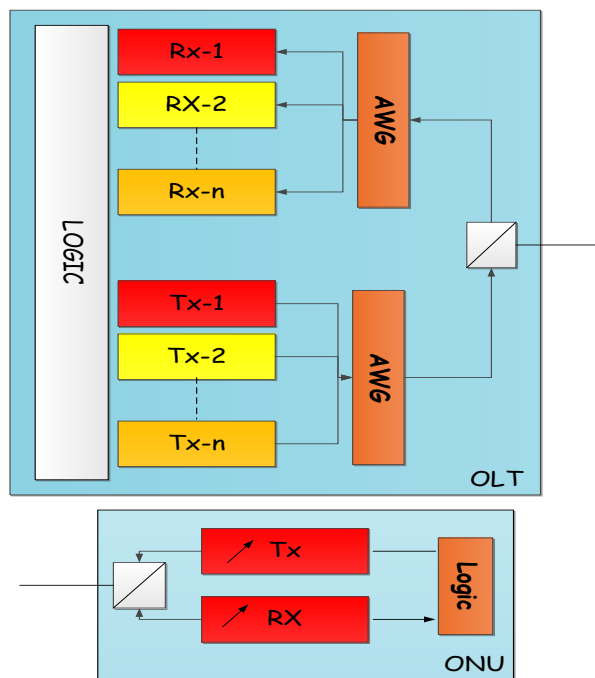 Rx-1
RX-2
Rx-n
AWG
LOGIC
Tx-1
Tx-2
Tx-n
AWG
OLT
Tx
RX
Logic
ONU